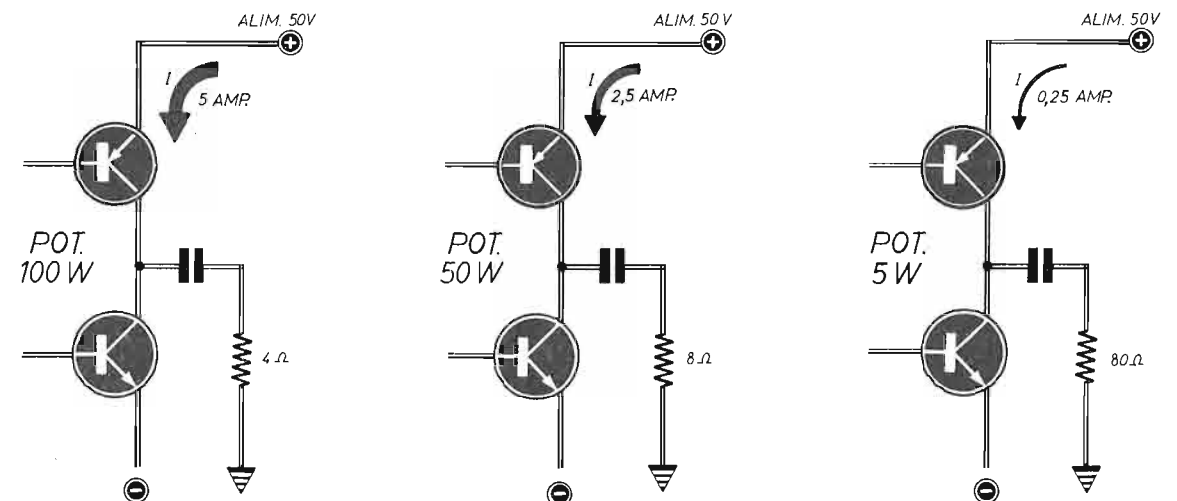 ALIM. 50V
I
5 AMP.
POT.
100 W
4 Ω
ALIM. 50V
I
2,5 AMP.
POT.
50 W
8 Ω
ALIM. 50V
I
0,25 AMP.
POT.
5 W
80 Ω